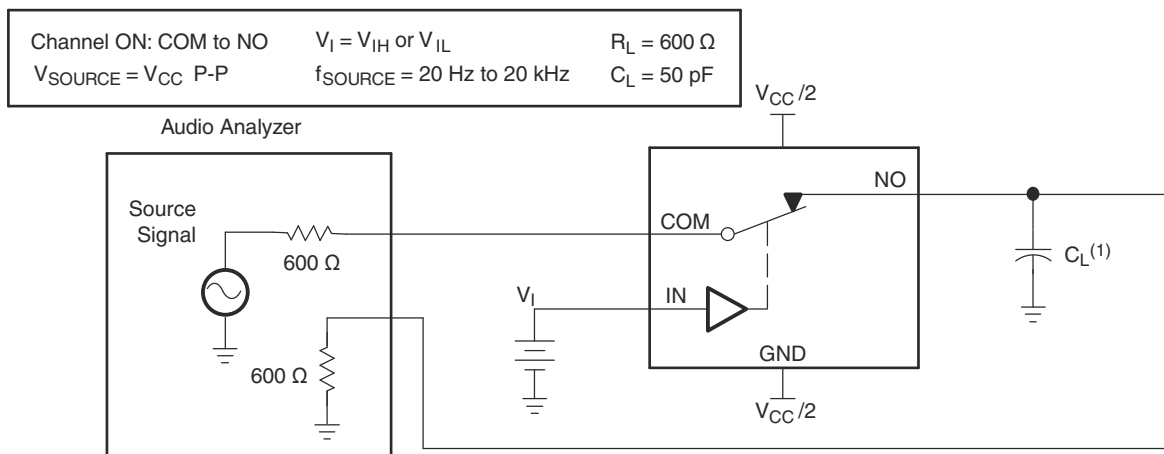 Channel ON: COM to NO V_I = V_IH or V_IL R_L = 600 Ω
V_SOURCE = V_CC P-P f_SOURCE = 20 Hz to 20 kHz C_L = 50 pF
Audio Analyzer
V_CC/2
NO
Source
Signal
COM
600 Ω
C_L(1)
V_I
IN
GND
600 Ω
V_CC/2